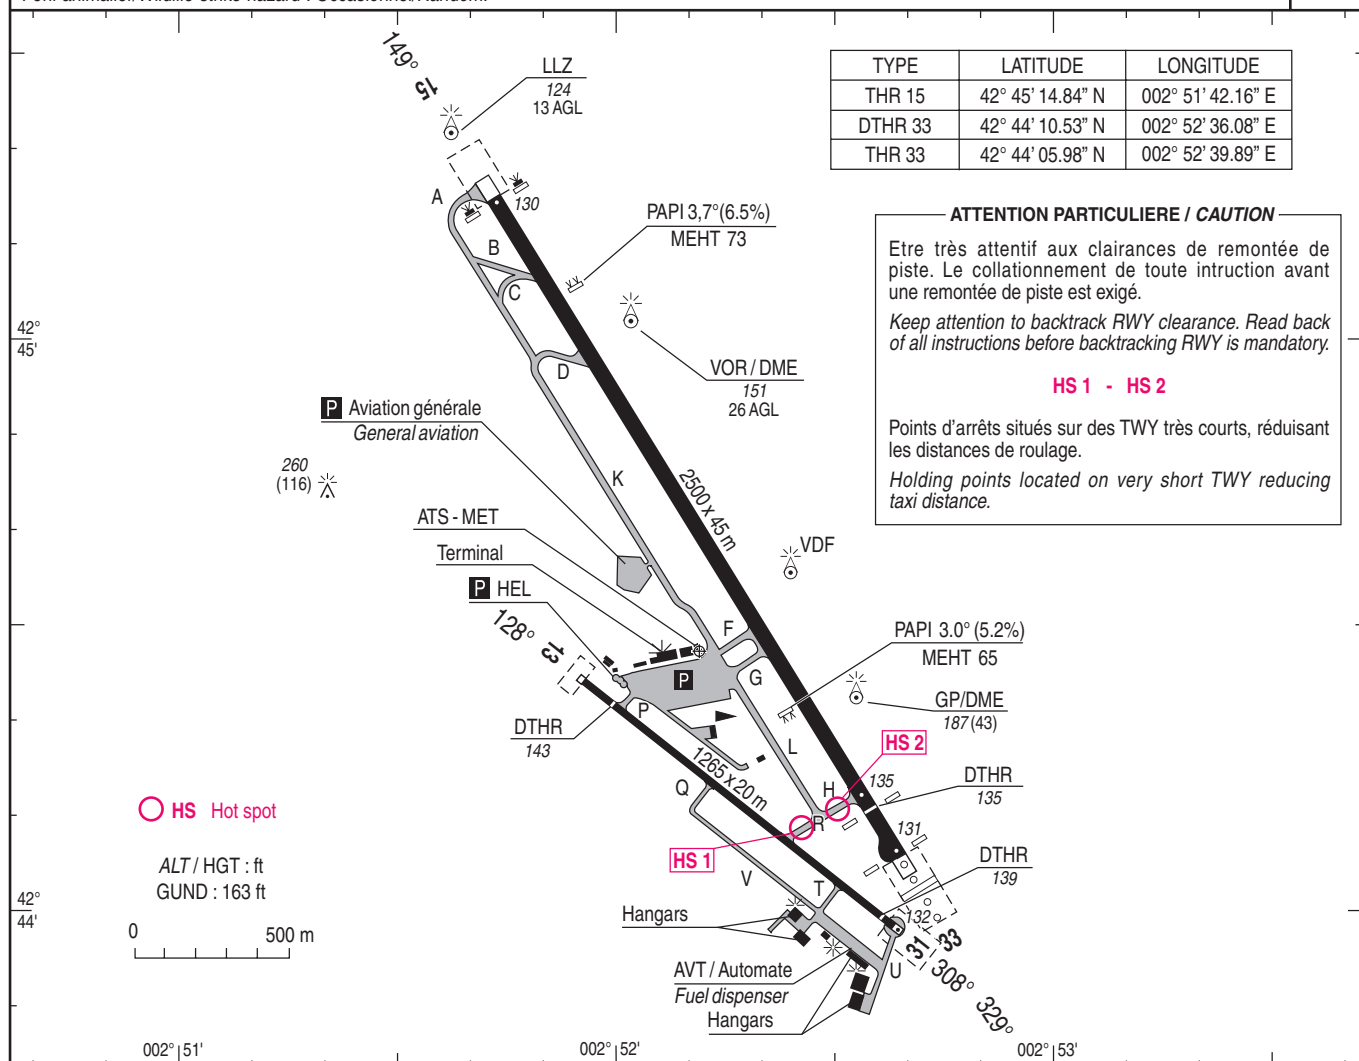 149°
15
LLZ
124
13 AGL
TYPE LATITUDE LONGITUDE
THR 15 42° 45' 14.84” N 002° 51' 42.16” E
DTHR 33 42° 44' 10.53” N 002° 52' 36.08” E
THR 33 42° 44' 05.98” N 002° 52' 39.89” E
A
130
B
C
D
PAPI 3,7°(6.5%)
MEHT 73
ATTENTION PARTICULIERE / CAUTION
Etre très attentif aux clairances de remontée de
piste. Le collationnement de toute intruction avant
une remontée de piste est exigé.
Keep attention to backtrack RWY clearance. Read back
of all instructions before backtracking RWY is mandatory.
HS 1 - HS 2
Points d’arrêts situés sur des TWY très courts, réduisant
les distances de roulage.
Holding points located on very short TWY reducing
taxi distance.
42°
45'
VOR / DME
151
26 AGL
P Aviation générale
General aviation
260
(116)
K
2500 x 45 m
ATS - MET
Terminal
P HEL
VDF
128°
13
F
G
P
P
PAPI 3.0° (5.2%)
MEHT 65
GP/DME
187 (43)
DTHR
143
L
HS 2
1265 x 20 m
Q
H
135
DTHR
135
R
131
HS 1
HS Hot spot
ALT / HGT : ft
GUND : 163 ft
0 500 m
DTHR
139
V
T
42°
44'
Hangars
132
31
33
308°
329°
U
AVT / Automate
Fuel dispenser
Hangars
002° 51' 002° 52' 002° 53'